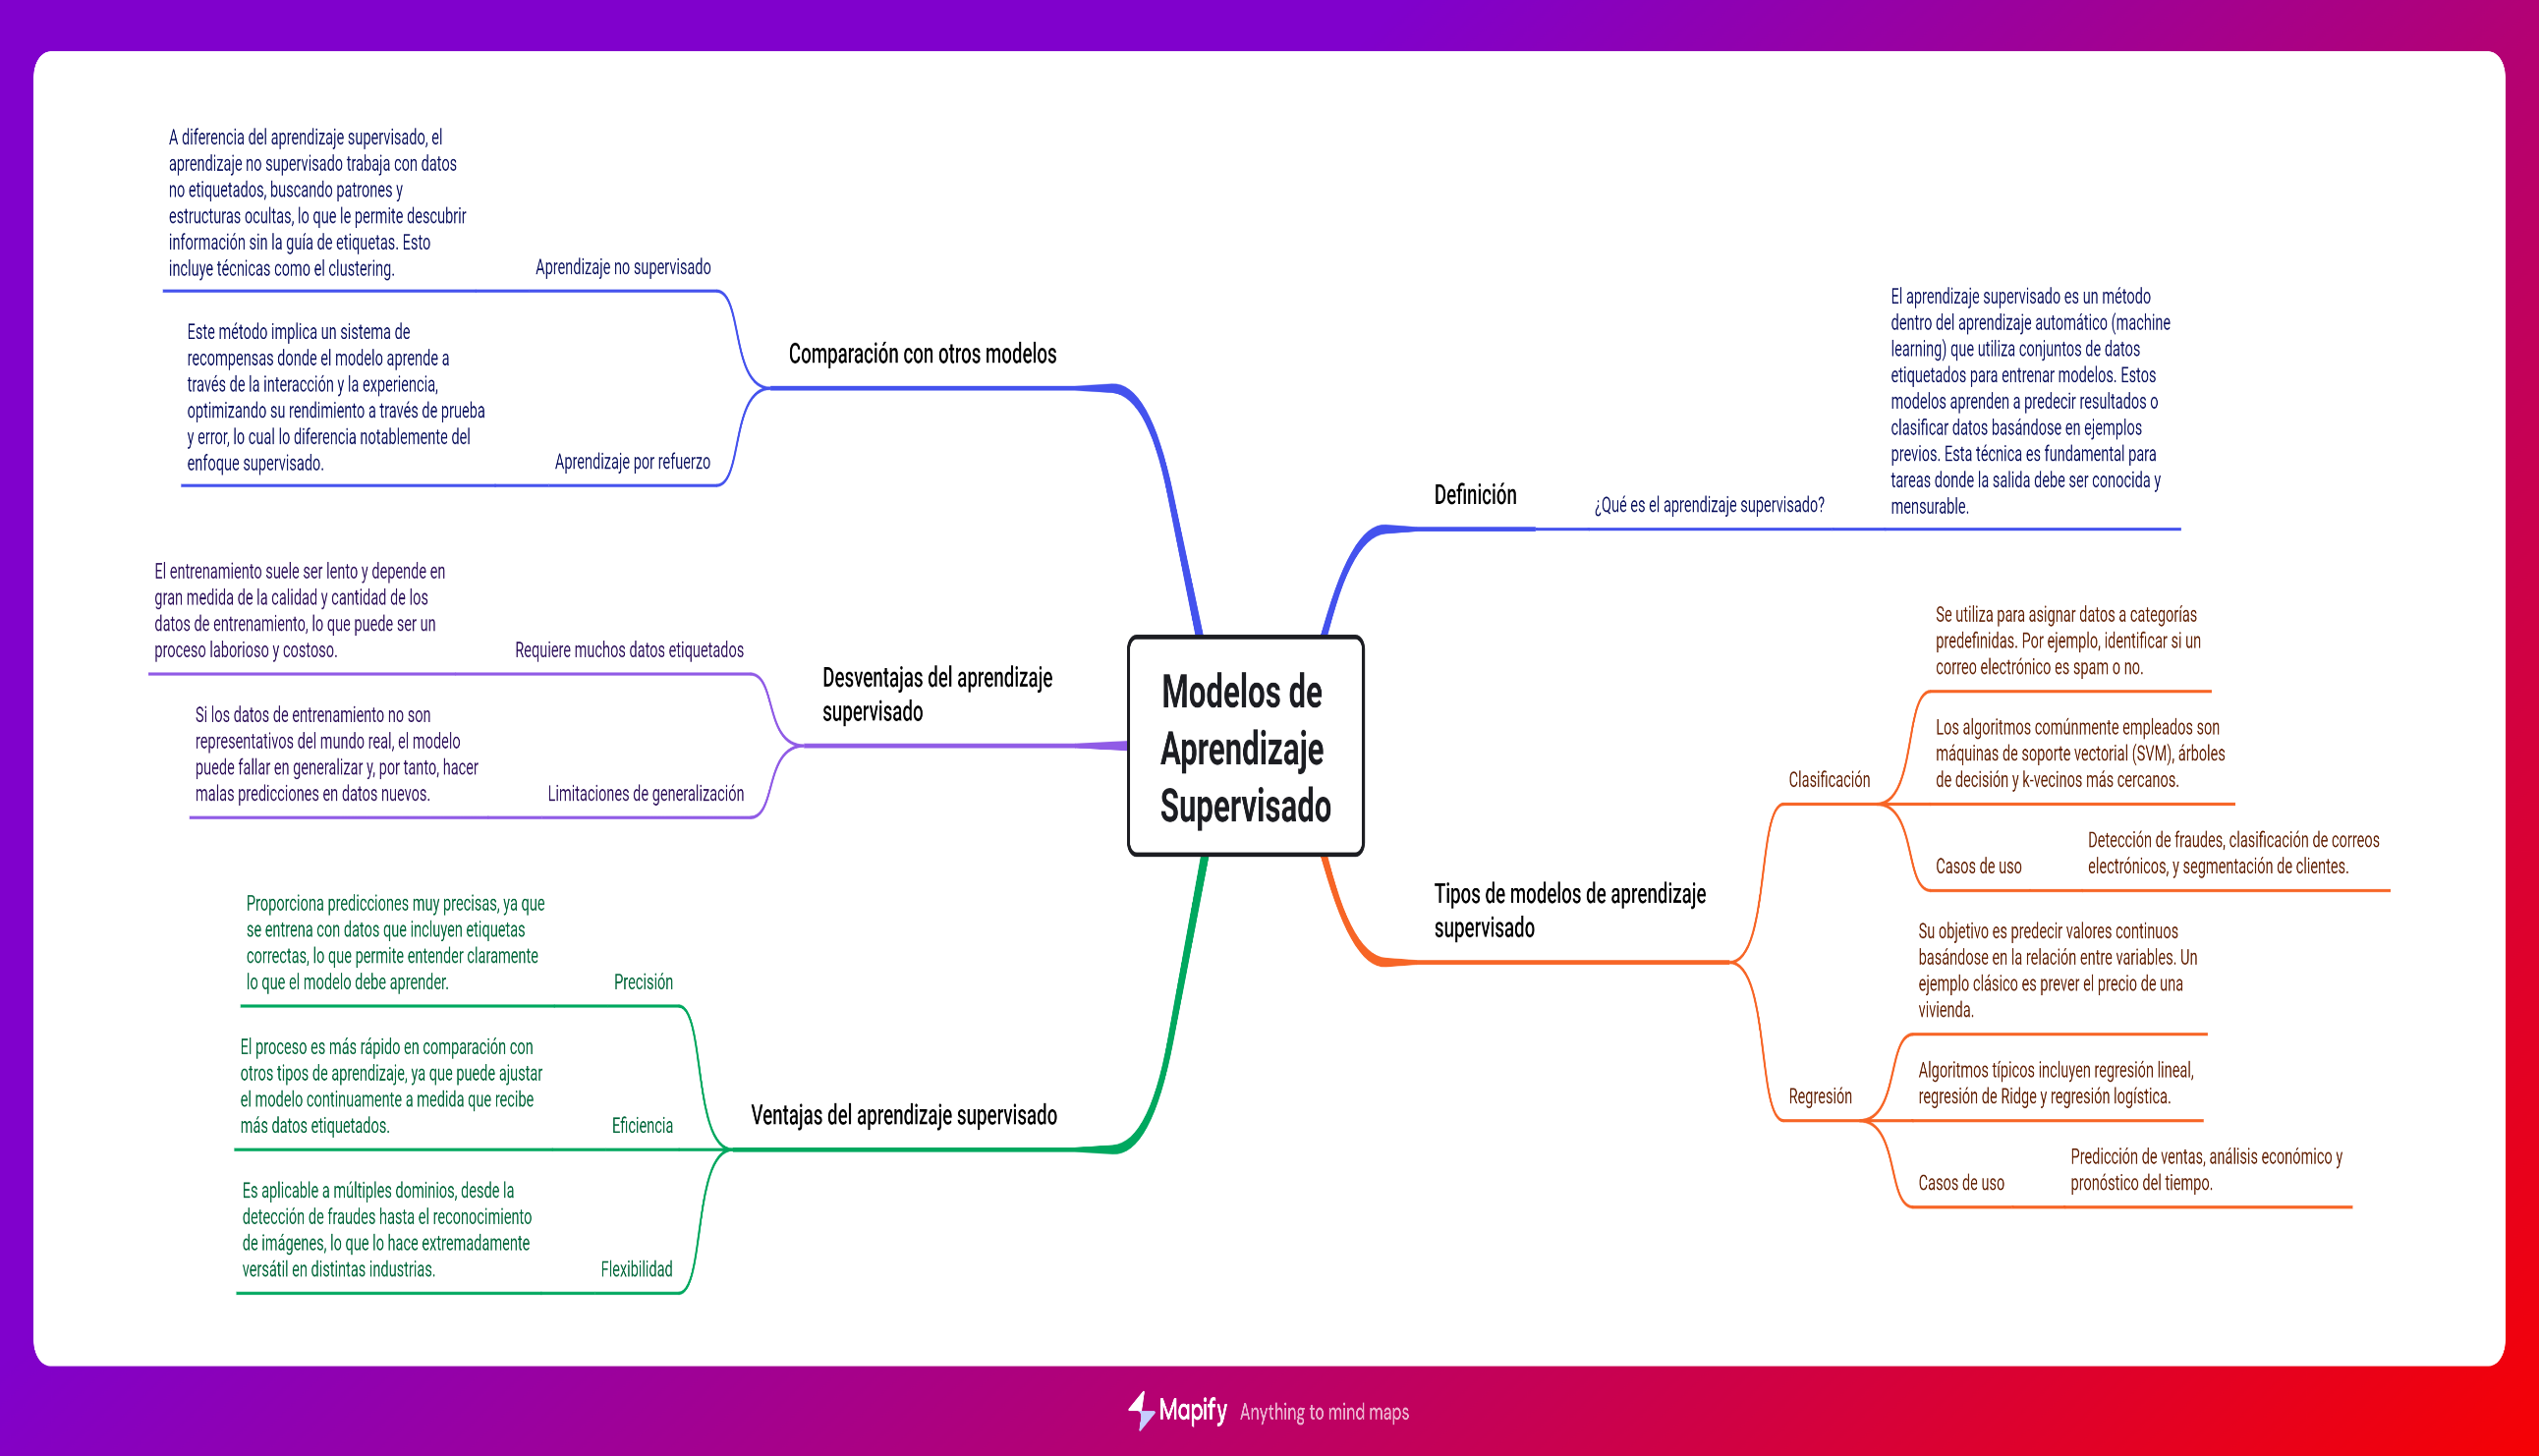 Modelos de
Aprendizaje
Supervisado
Definición
¿Qué es el aprendizaje supervisado?
El aprendizaje supervisado es un método
dentro del aprendizaje automático (machine
learning) que utiliza conjuntos de datos
etiquetados para entrenar modelos. Estos
modelos aprenden a predecir resultados o
clasificar datos basándose en ejemplos
previos. Esta técnica es fundamental para
tareas donde la salida debe ser conocida y
mensurable.
Tipos de modelos de aprendizaje
supervisado
Clasificación
Se utiliza para asignar datos a categorías
predefinidas. Por ejemplo, identificar si un
correo electrónico es spam o no.
Los algoritmos comúnmente empleados son
máquinas de soporte vectorial (SVM), árboles
de decisión y k-vecinos más cercanos.
Casos de uso
Detección de fraudes, clasificación de correos
electrónicos, y segmentación de clientes.
Regresión
Su objetivo es predecir valores continuos
basándose en la relación entre variables. Un
ejemplo clásico es prever el precio de una
vivienda.
Algoritmos típicos incluyen regresión lineal,
regresión de Ridge y regresión logística.
Casos de uso
Predicción de ventas, análisis económico y
pronóstico del tiempo.
Comparación con otros modelos
Aprendizaje no supervisado
A diferencia del aprendizaje supervisado, el
aprendizaje no supervisado trabaja con datos
no etiquetados, buscando patrones y
estructuras ocultas, lo que le permite descubrir
información sin la guía de etiquetas. Esto
incluye técnicas como el clustering.
Aprendizaje por refuerzo
Este método implica un sistema de
recompensas donde el modelo aprende a
través de la interacción y la experiencia,
optimizando su rendimiento a través de prueba
y error, lo cual lo diferencia notablemente del
enfoque supervisado.
Desventajas del aprendizaje
supervisado
Requiere muchos datos etiquetados
El entrenamiento suele ser lento y depende en
gran medida de la calidad y cantidad de los
datos de entrenamiento, lo que puede ser un
proceso laborioso y costoso.
Limitaciones de generalización
Si los datos de entrenamiento no son
representativos del mundo real, el modelo
puede fallar en generalizar y, por tanto, hacer
malas predicciones en datos nuevos.
Ventajas del aprendizaje supervisado
Precisión
Proporciona predicciones muy precisas, ya que
se entrena con datos que incluyen etiquetas
correctas, lo que permite entender claramente
lo que el modelo debe aprender.
Eficiencia
El proceso es más rápido en comparación con
otros tipos de aprendizaje, ya que puede ajustar
el modelo continuamente a medida que recibe
más datos etiquetados.
Flexibilidad
Es aplicable a múltiples dominios, desde la
detección de fraudes hasta el reconocimiento
de imágenes, lo que lo hace extremadamente
versátil en distintas industrias.
Mapify Anything to mind maps